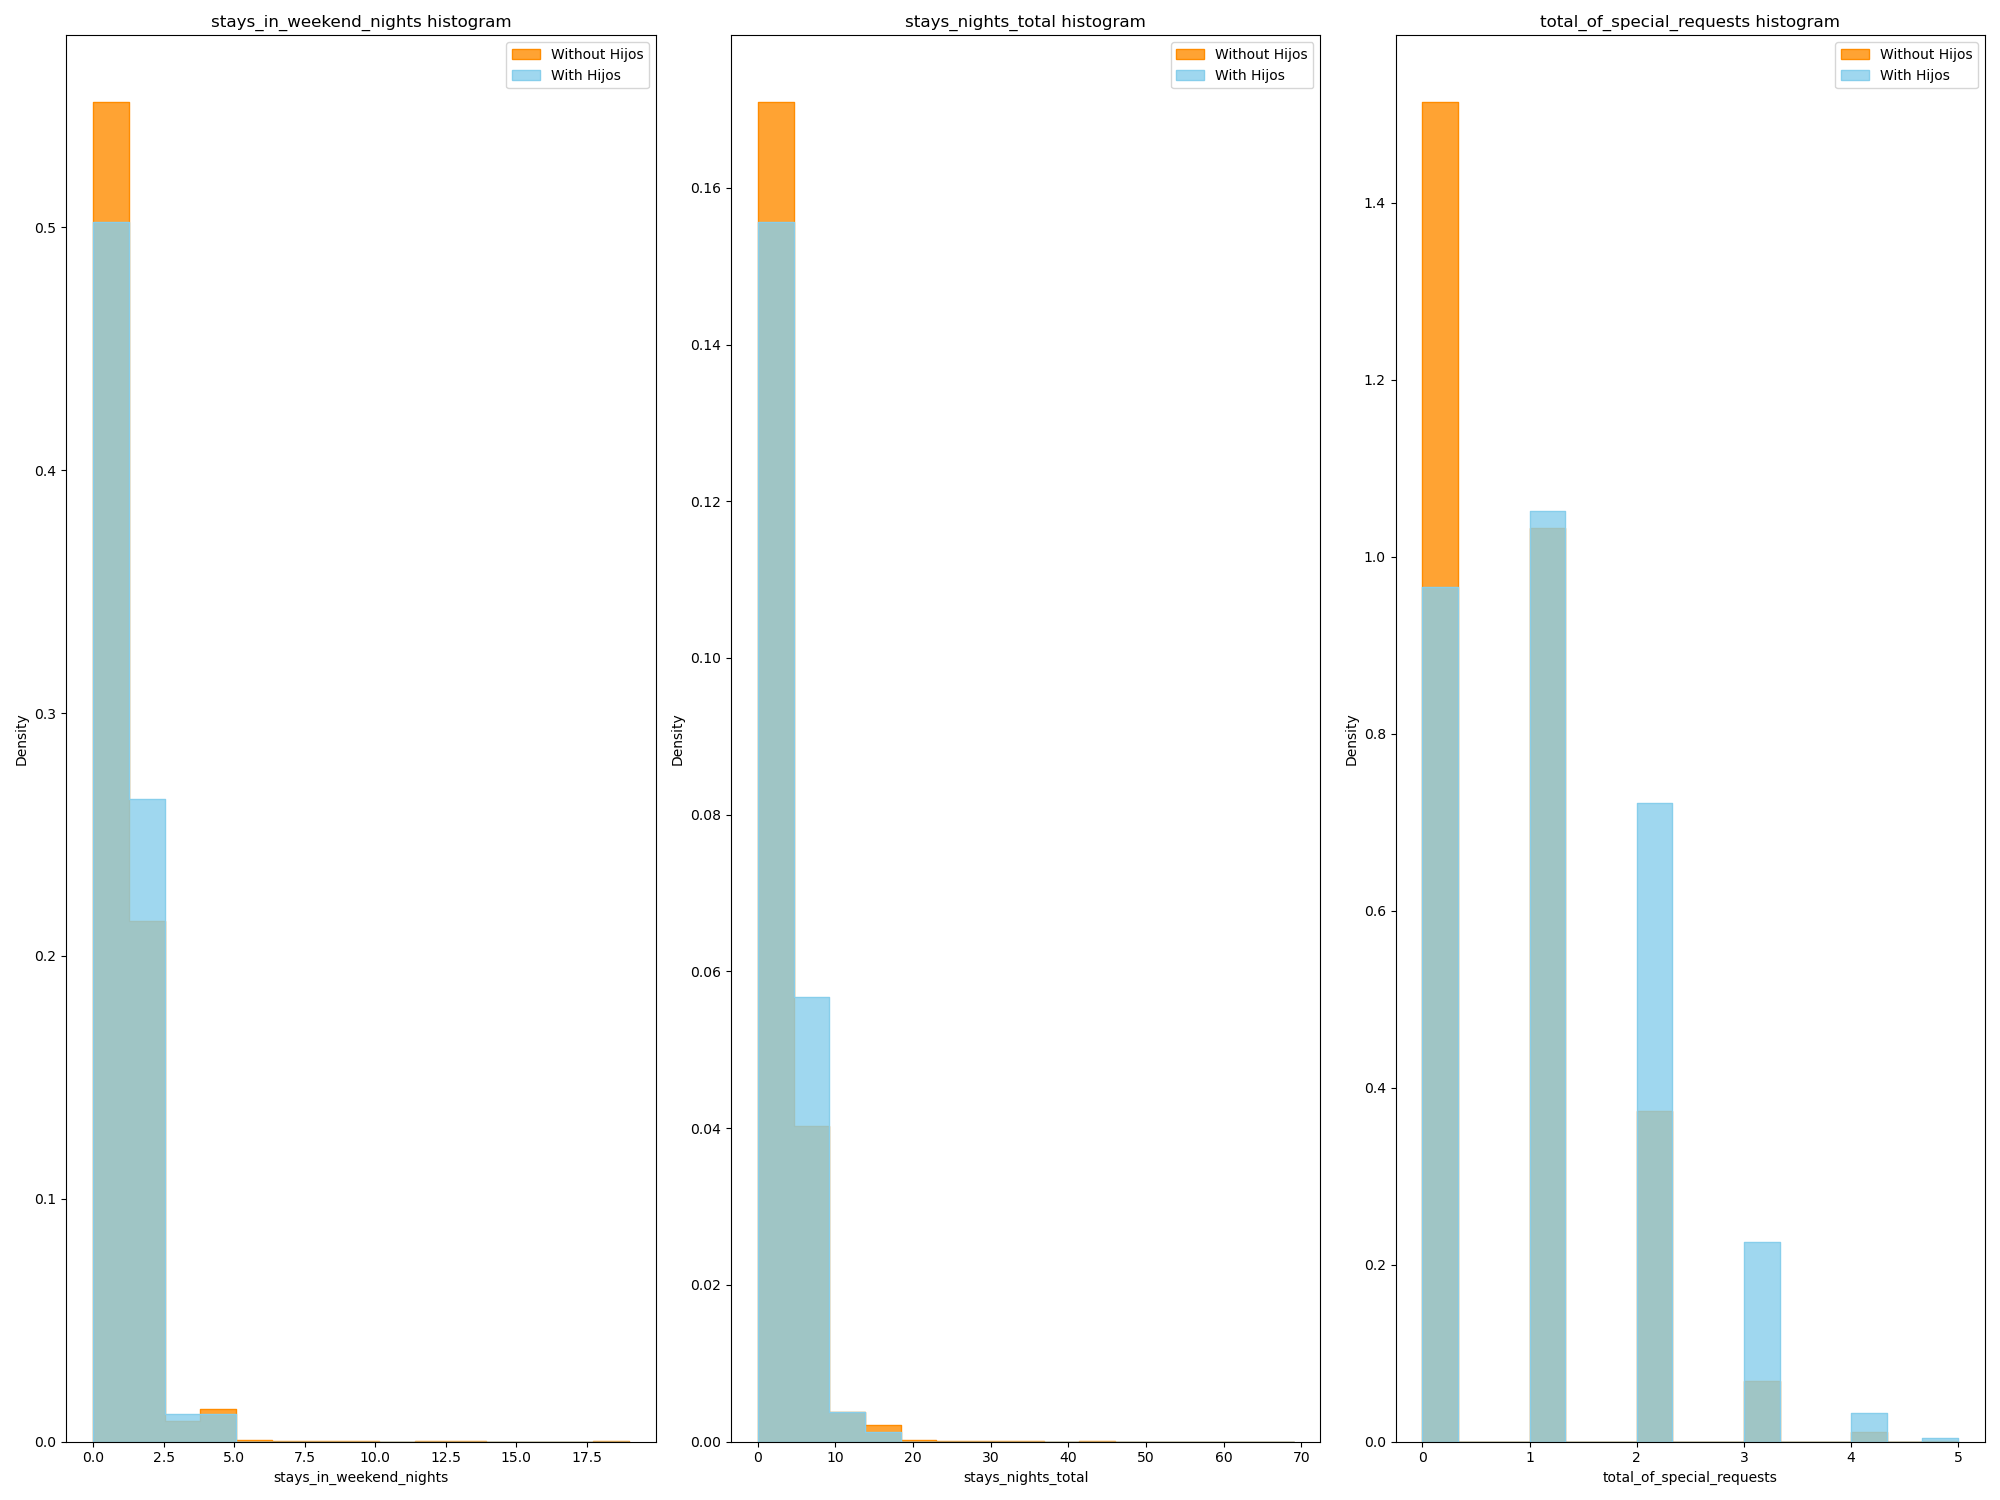 stays_in_weekend_nights histogram
Without Hijos
With Hijos
Density
0.5
0.4
0.3
0.2
0.1
0.0
0.0 2.5 5.0 7.5 10.0 12.5 15.0 17.5
stays_in_weekend_nights
stays_nights_total histogram
Without Hijos
With Hijos
Density
0.16
0.14
0.12
0.10
0.08
0.06
0.04
0.02
0.00
0 10 20 30 40 50 60 70
stays_nights_total
total_of_special_requests histogram
Without Hijos
With Hijos
Density
1.4
1.2
1.0
0.8
0.6
0.4
0.2
0.0
0 1 2 3 4 5
total_of_special_requests